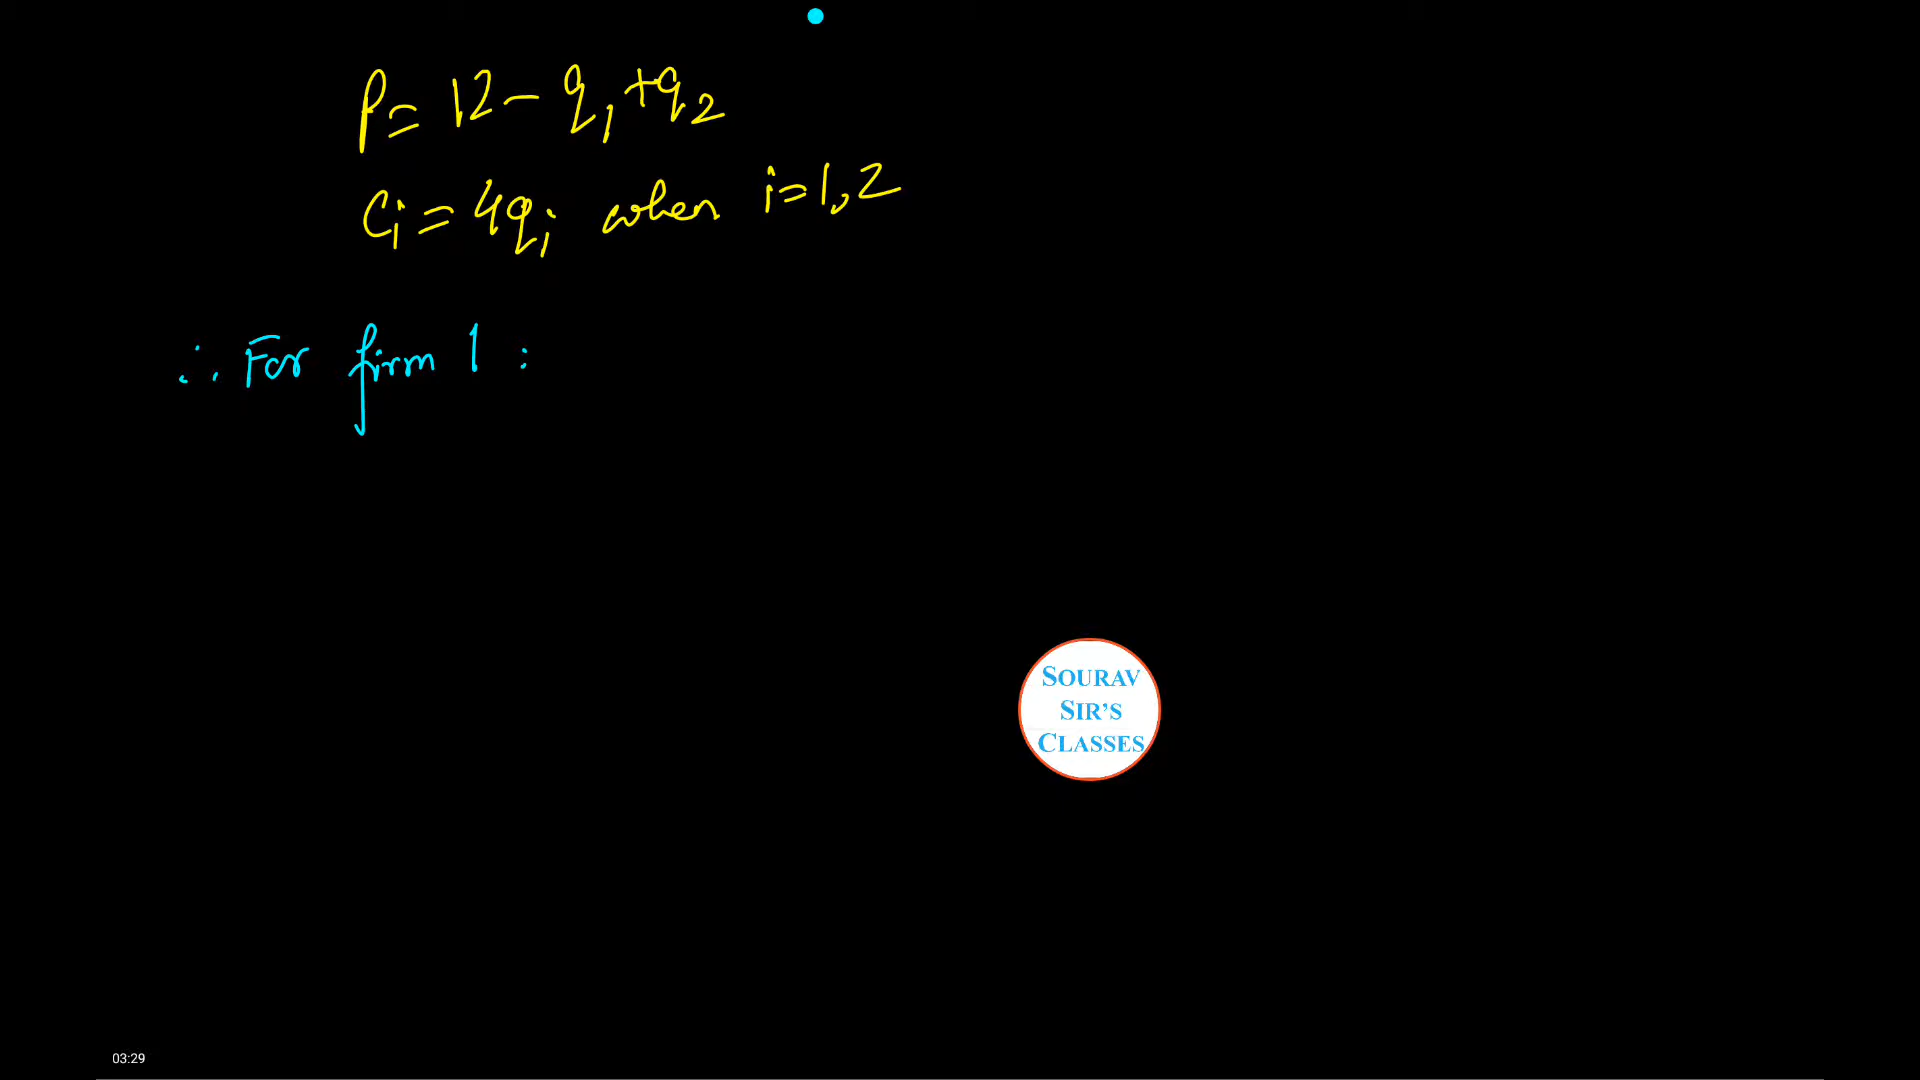 P = 12 - q₁ + q₂
Cᵢ = 4qᵢ when i = 1, 2
∴ For firm 1 :
SOURAV
SIR'S
CLASSES
03:29